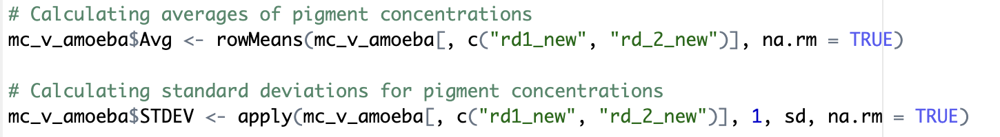 # Calculating averages of pigment concentrations
mc_v_amoeba$Avg <- rowMeans(mc_v_amoeba[, c("rd1_new", "rd_2_new")], na.rm = TRUE)
# Calculating standard deviations for pigment concentrations
mc_v_amoeba$STDEV <- apply(mc_v_amoeba[, c("rd1_new", "rd_2_new")], 1, sd, na.rm = TRUE)